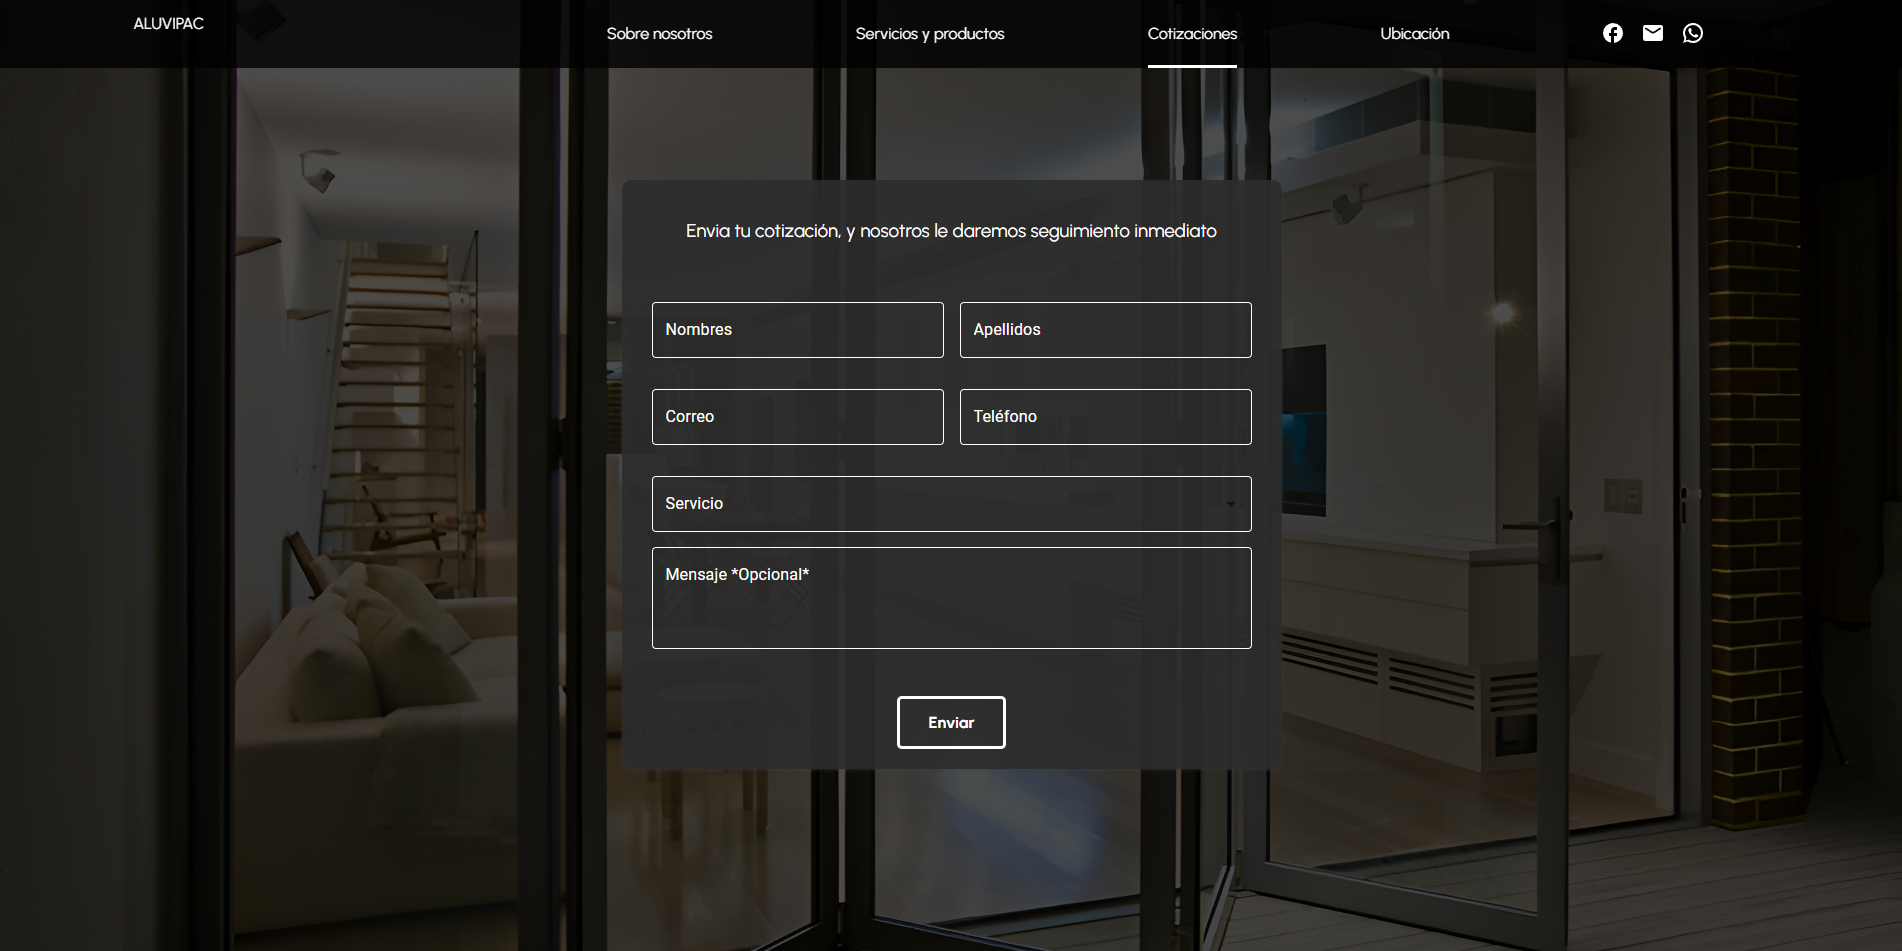 ALUVIPAC
Sobre nosotros
Servicios y productos
Cotizaciones
Ubicación
Envia tu cotización, y nosotros le daremos seguimiento inmediato
Nombres
Apellidos
Correo
Teléfono
Servicio
Mensaje *Opcional*
Enviar